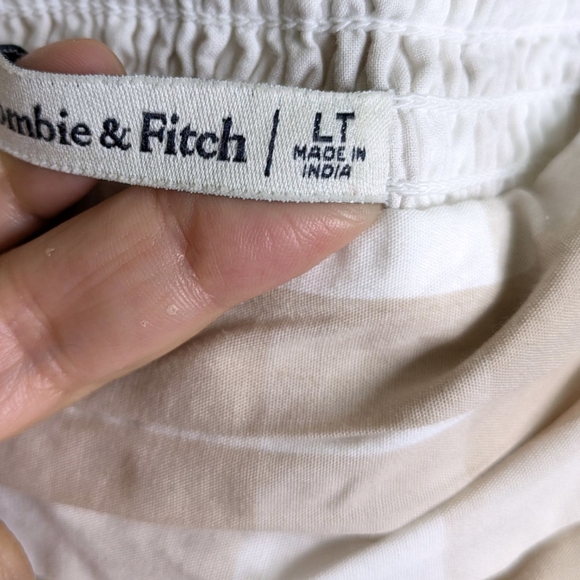 ombie & Fitch
LT
MADE IN
INDIA